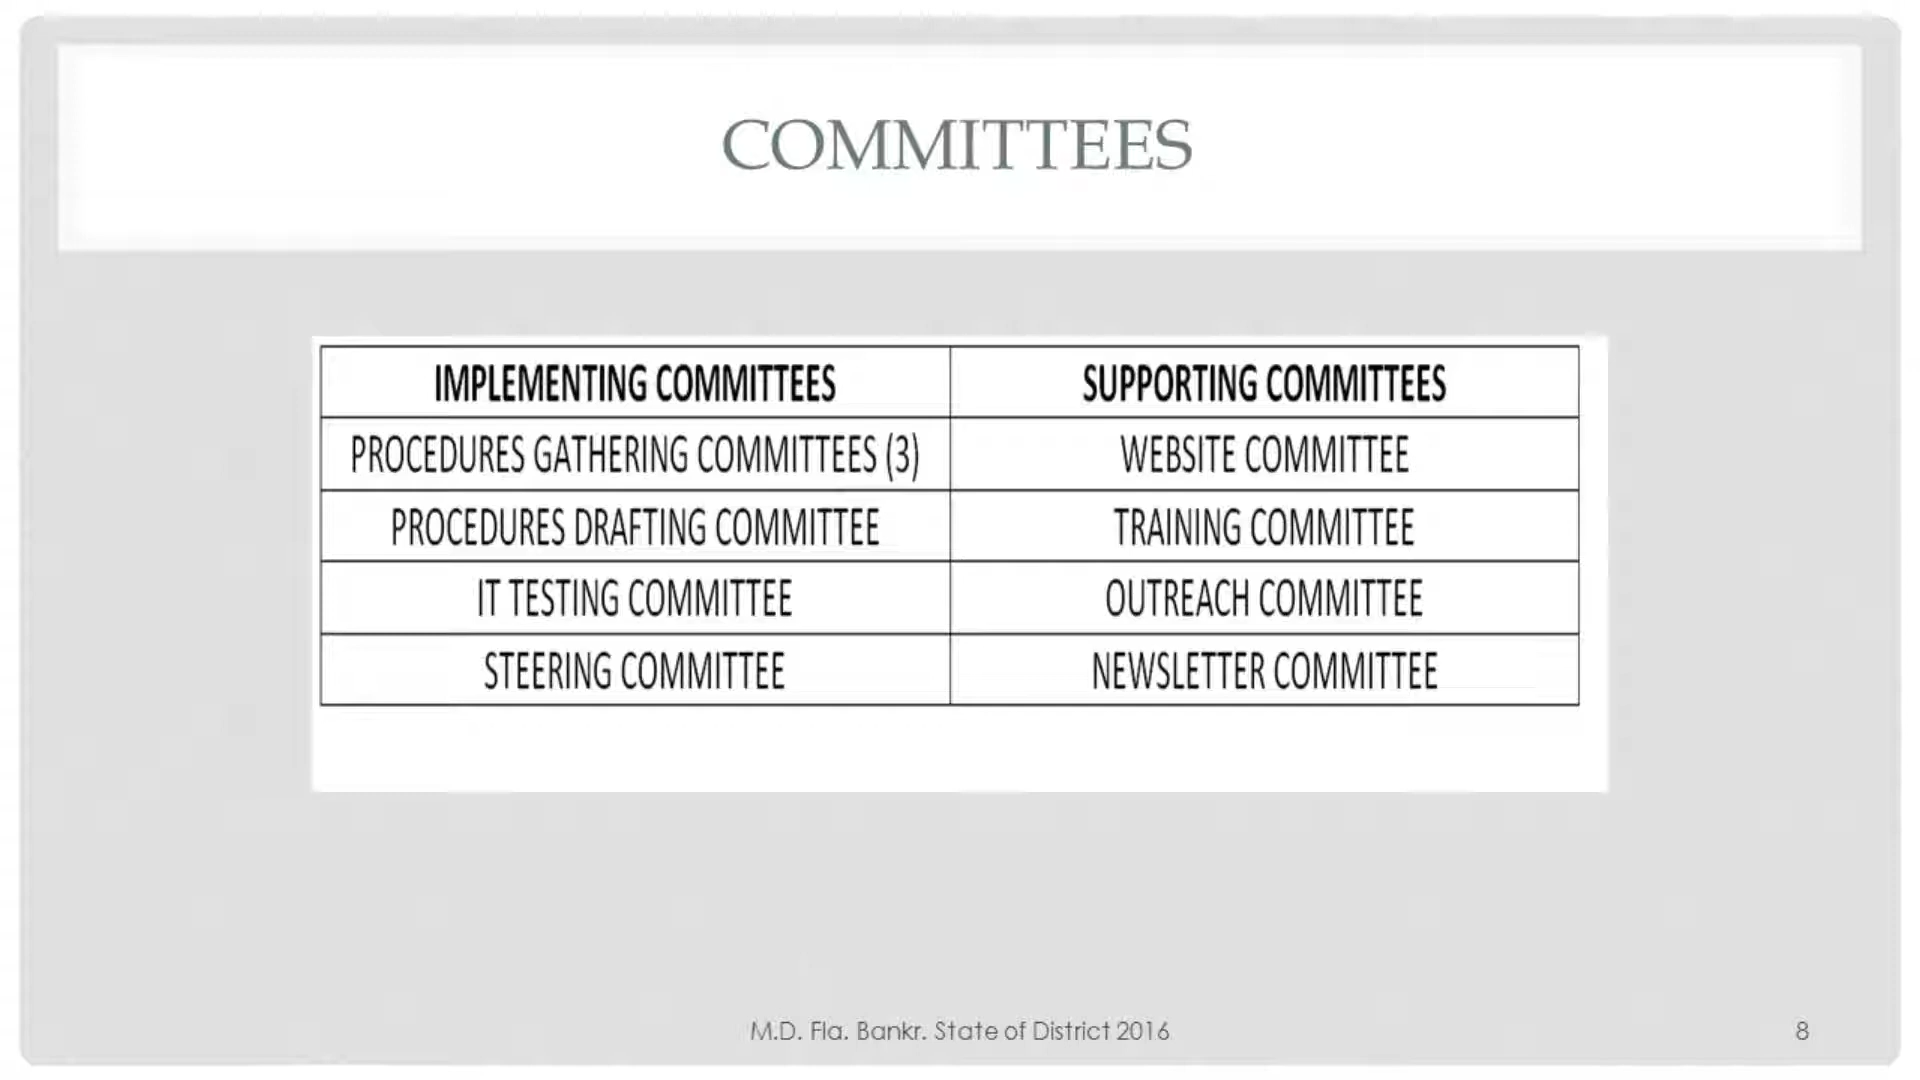 COMMITTEES
IMPLEMENTING COMMITTEES SUPPORTING COMMITTEES
PROCEDURES GATHERING COMMITTEES (3) WEBSITE COMMITTEE
PROCEDURES DRAFTING COMMITTEE TRAINING COMMITTEE
IT TESTING COMMITTEE OUTREACH COMMITTEE
STEERING COMMITTEE NEWSLETTER COMMITTEE
M.D. Fla. Bankr. State of District 2016 8